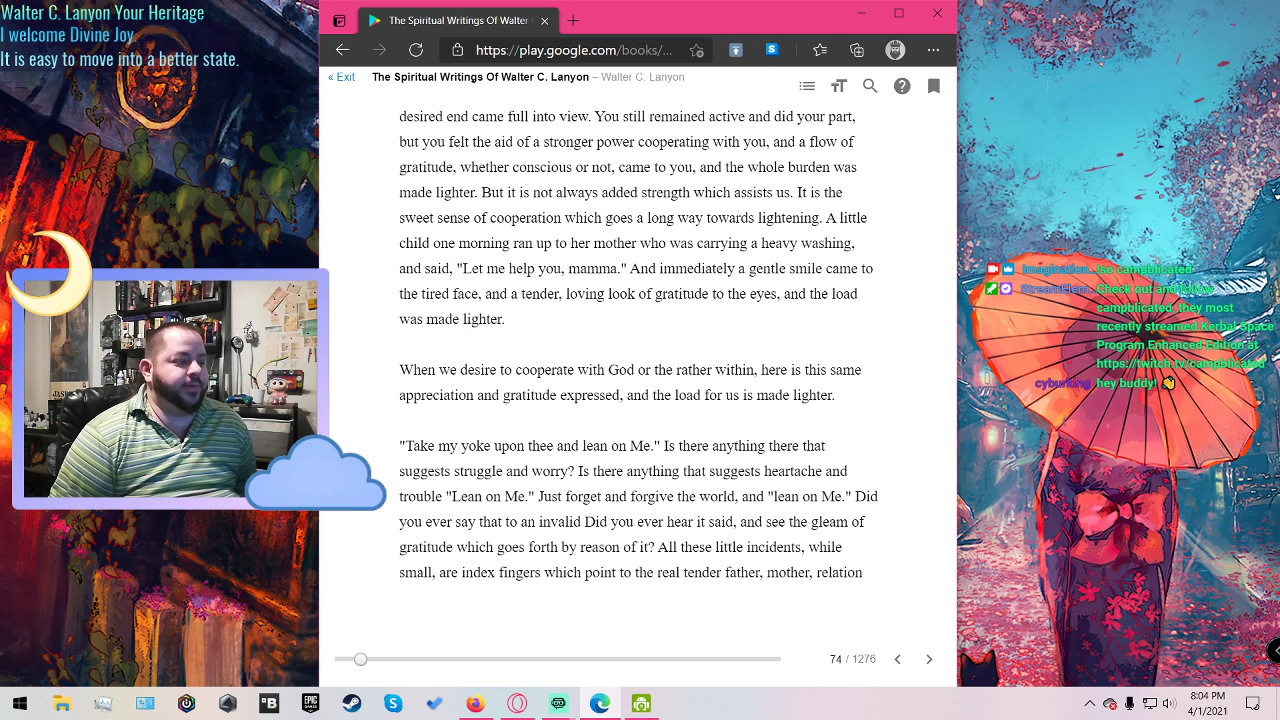 Walter C. Lanyon Your Heritage
I welcome Divine Joy
It is easy to move into a better state.
The Spiritual Writings Of Walter
https://play.google.com/books/...
« Exit
The Spiritual Writings Of Walter C. Lanyon – Walter C. Lanyon
desired end came full into view. You still remained active and did your part,
but you felt the aid of a stronger power cooperating with you, and a flow of
gratitude, whether conscious or not, came to you, and the whole burden was
made lighter. But it is not always added strength which assists us. It is the
sweet sense of cooperation which goes a long way towards lightening. A little
child one morning ran up to her mother who was carrying a heavy washing,
and said, "Let me help you, mamma." And immediately a gentle smile came to
the tired face, and a tender, loving look of gratitude to the eyes, and the load
was made lighter.
When we desire to cooperate with God or the rather within, here is this same
appreciation and gratitude expressed, and the load for us is made lighter.
"Take my yoke upon thee and lean on Me." Is there anything there that
suggests struggle and worry? Is there anything that suggests heartache and
trouble "Lean on Me." Just forget and forgive the world, and "lean on Me." Did
you ever say that to an invalid Did you ever hear it said, and see the gleam of
gratitude which goes forth by reason of it? All these little incidents, while
small, are index fingers which point to the real tender father, mother, relation
74 / 1276
Imagination... !so campblicated
StreamElem... Check out and follow
campblicated, they most
recently streamed Kerbal Space
Program Enhanced Edition at
https://twitch.tv/campblicated
cyburking hey buddy!
EPIC
GAMES
8:04 PM
4/1/2021